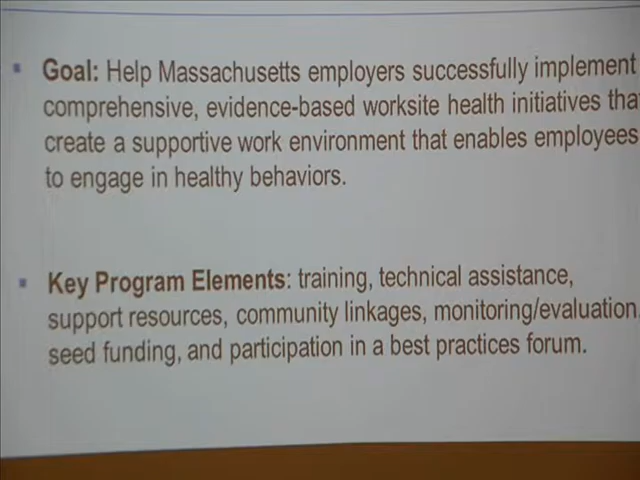 Goal: Help Massachusetts employers successfully implement
comprehensive, evidence-based worksite health initiatives tha
create a supportive work environment that enables employees
to engage in healthy behaviors.
Key Program Elements: training, technical assistance,
support resources, community linkages, monitoring/evaluation,
seed funding, and participation in a best practices forum.